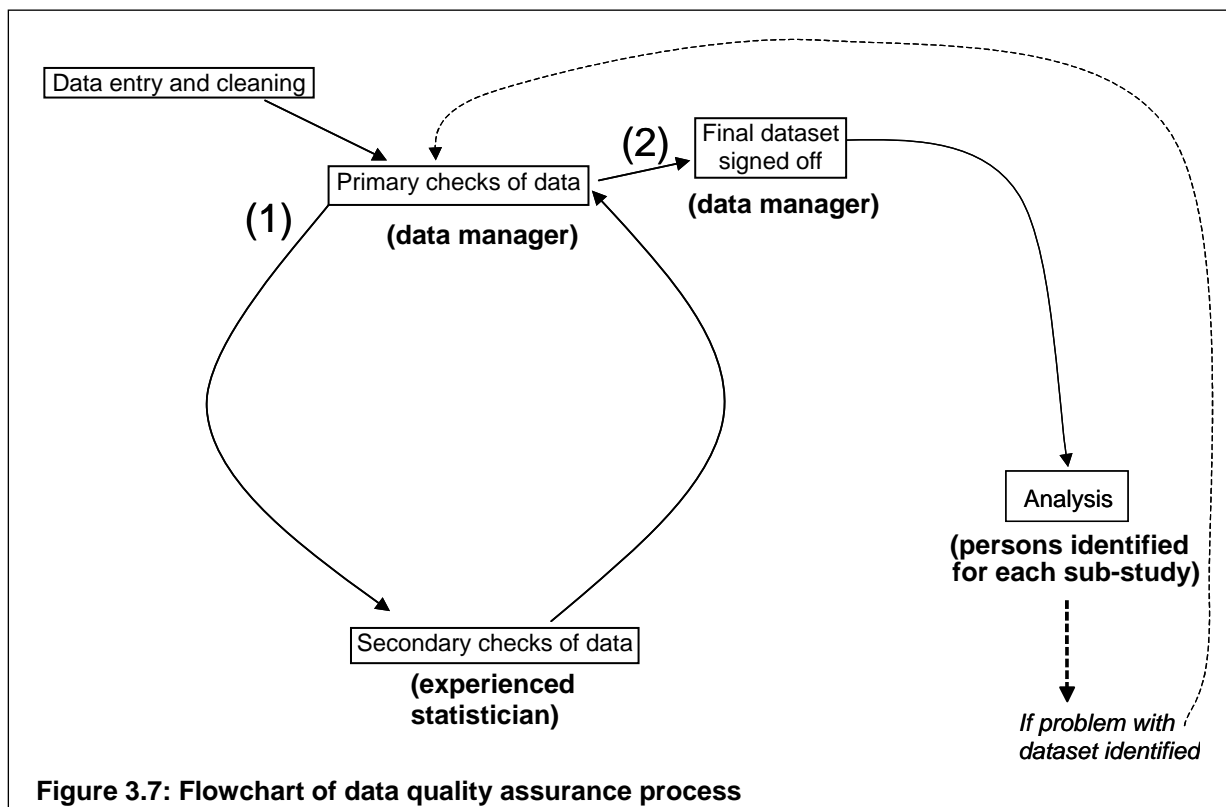 Data entry and cleaning
(2)
Final dataset
signed off
(data manager)
Primary checks of data
(data manager)
(1)
Analysis
(persons identified
for each sub-study)
Secondary checks of data
(experienced
statistician)
If problem with
dataset identified
Figure 3.7: Flowchart of data quality assurance process